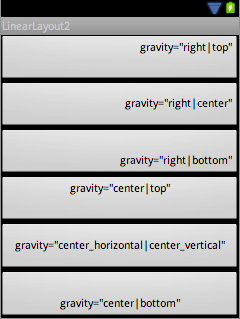 LinearLayout2
gravity="right|top"
gravity="right|center"
gravity="right|bottom"
gravity="center|top"
gravity="center_horizontal|center_vertical"
gravity="center|bottom"